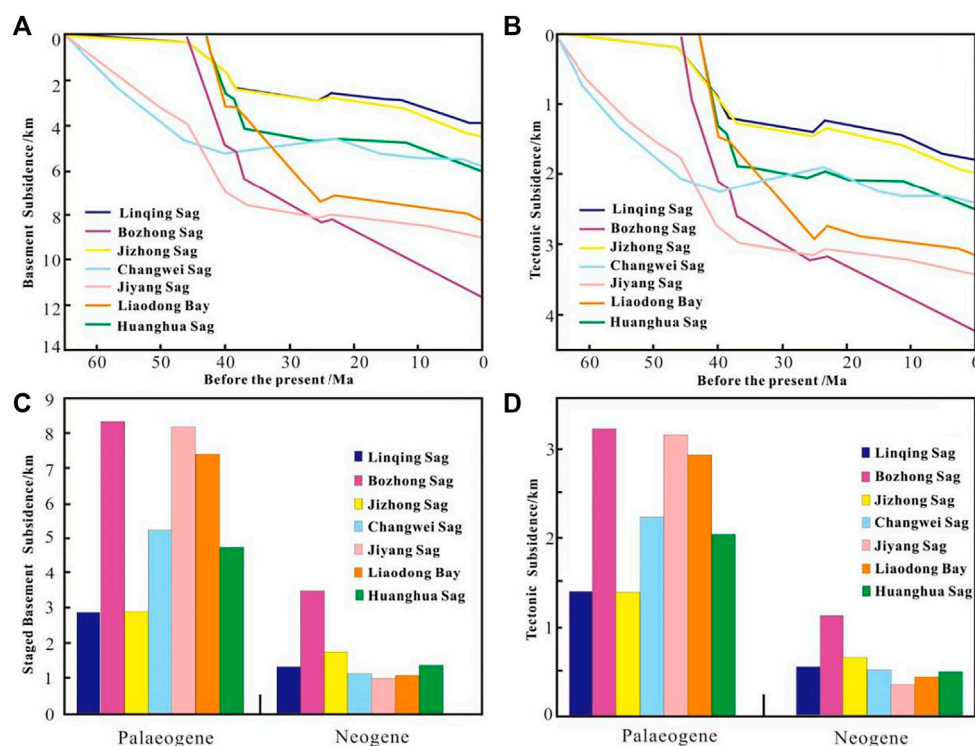 A
Basement Subsidence/km
0
2
4
6
8
10
12
14
Linqing Sag
Bozhong Sag
Jizhong Sag
Changwei Sag
Jiyang Sag
Liaodong Bay
Huanghua Sag
60 50 40 30 20 10 0
Before the present /Ma
B
Tectonic Subsidence/km
0
1
2
3
4
Linqing Sag
Bozhong Sag
Jizhong Sag
Changwei Sag
Jiyang Sag
Liaodong Bay
Huanghua Sag
60 50 40 30 20 10 0
Before the present /Ma
C
Staged Basement Subsidence/km
9
8
7
6
5
4
3
2
1
0
Linqing Sag
Bozhong Sag
Jizhong Sag
Changwei Sag
Jiyang Sag
Liaodong Bay
Huanghua Sag
Palaeogene Neogene
D
Tectonic Subsidence/km
3
2
1
0
Linqing Sag
Bozhong Sag
Jizhong Sag
Changwei Sag
Jiyang Sag
Liaodong Bay
Huanghua Sag
Palaeogene Neogene